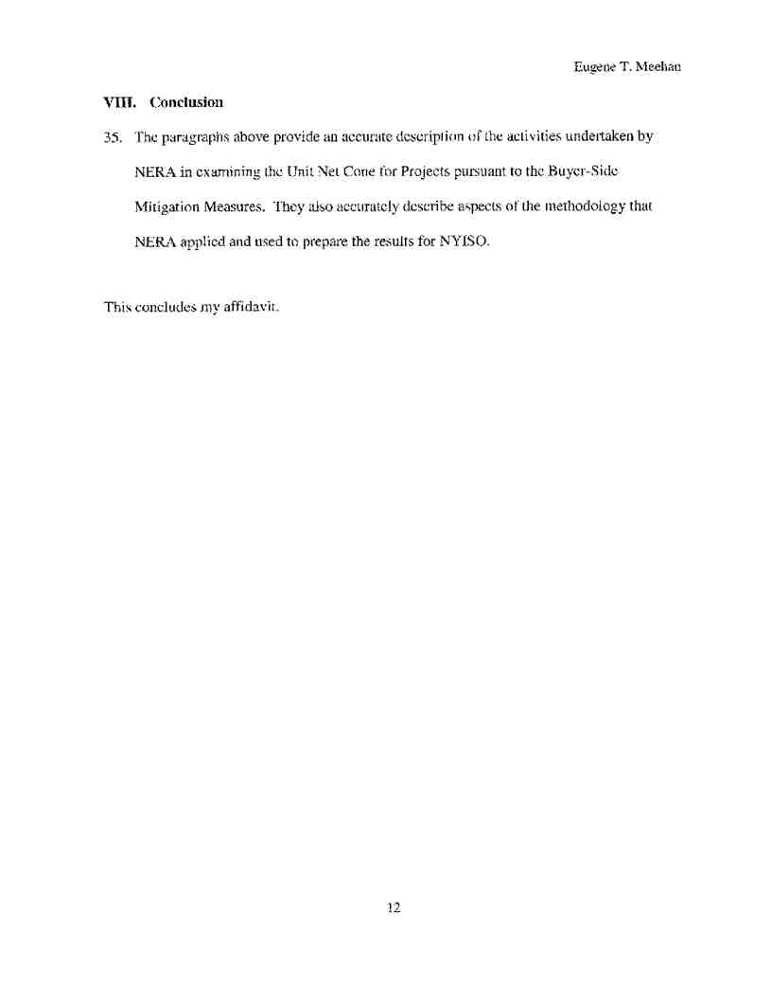 Eugene T. Meehan
VIII. Conclusion
35. The paragraphs above provide an accurate description of the activities undertaken by
NERA in examining the Unit Net Cone for Projects pursuant to the Buyer-Side
Mitigation Measures. They also accurately describe aspects of the methodology that
NERA applied and used to prepare the results for NYISO.
This concludes my affidavit.
12